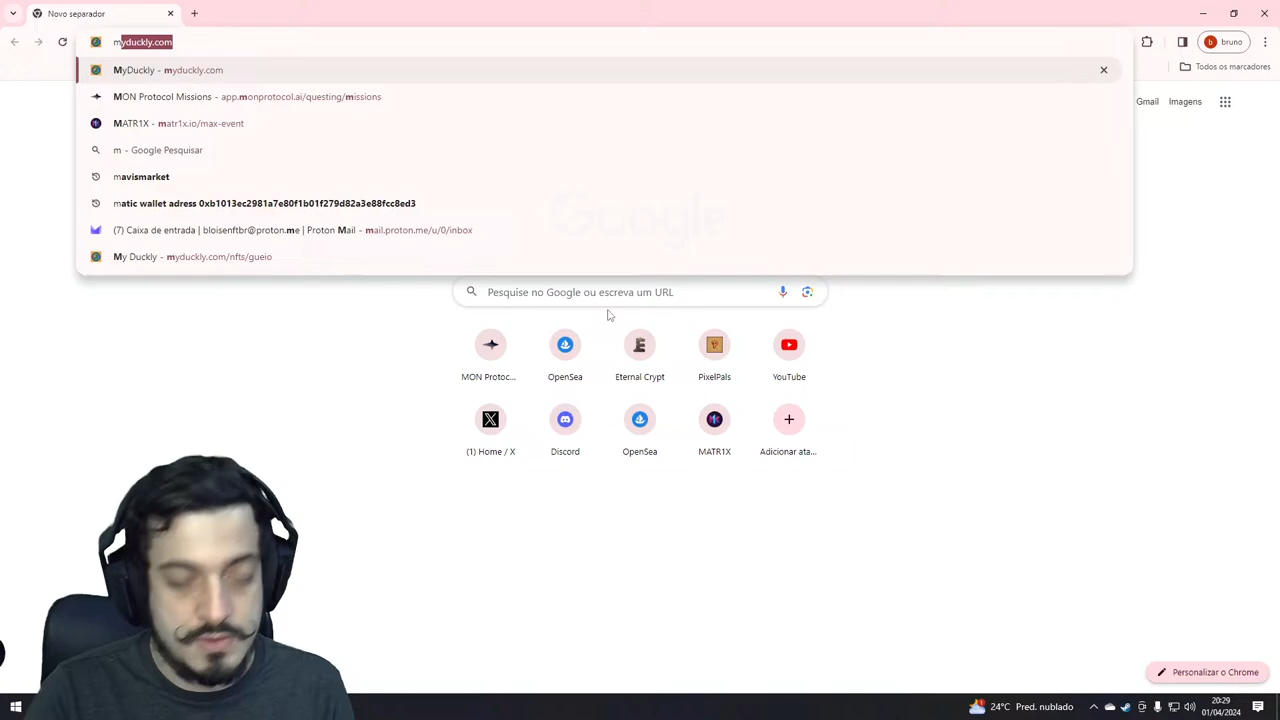 Novo separador
myduckly.com
bruno
MyDuckly - myduckly.com
Todos os marcadores
MON Protocol Missions - app.monprotocol.ai/questing/missions
Gmail
Imagens
MATR1X - matr1x.io/max-event
m - Google Pesquisar
mavismarket
matic wallet adress 0xb1013ec2981a7e80f1b01f279d82a3e88fcc8ed3
Google
(7) Caixa de entrada | bloisenftbr@proton.me | Proton Mail - mail.proton.me/u/0/inbox
My Duckly - myduckly.com/nfts/gueio
Pesquise no Google ou escreva um URL
MON Protoc...
OpenSea
Eternal Crypt
PixelPals
YouTube
(1) Home / X
Discord
OpenSea
MATR1X
Adicionar ata...
Personalizar o Chrome
24°C Pred. nublado
20:29
01/04/2024